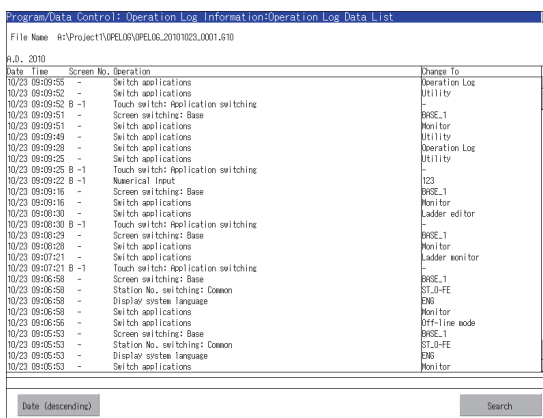 Program/Data Control: Operation Log Information:Operation Log Data List
File Name A:\Project1\OPELOG\OPELOG_20101023_0001.G10
A.D. 2010
Date Time Screen No. Operation Change To
10/23 09:09:55 - Switch applications Operation Log
10/23 09:09:52 - Switch applications Utility
10/23 09:09:52 B -1 Touch switch: Application switching -
10/23 09:09:51 - Screen switching: Base BASE_1
10/23 09:09:51 - Switch applications Monitor
10/23 09:09:49 - Switch applications Utility
10/23 09:09:28 - Switch applications Operation Log
10/23 09:09:25 - Switch applications Utility
10/23 09:09:25 B -1 Touch switch: Application switching -
10/23 09:09:22 B -1 Numerical Input 123
10/23 09:09:16 - Screen switching: Base BASE_1
10/23 09:09:16 - Switch applications Monitor
10/23 09:08:30 - Switch applications Ladder editor
10/23 09:08:30 B -1 Touch switch: Application switching -
10/23 09:08:29 - Screen switching: Base BASE_1
10/23 09:08:28 - Switch applications Monitor
10/23 09:07:21 - Switch applications Ladder monitor
10/23 09:07:21 B -1 Touch switch: Application switching -
10/23 09:06:58 - Screen switching: Base BASE_1
10/23 09:06:58 - Station No. switching: Common ST_0-FE
10/23 09:06:58 - Display system language ENG
10/23 09:06:58 - Switch applications Monitor
10/23 09:06:56 - Switch applications Off-line mode
10/23 09:05:53 - Screen switching: Base BASE_1
10/23 09:05:53 - Station No. switching: Common ST_0-FE
10/23 09:05:53 - Display system language ENG
10/23 09:05:53 - Switch applications Monitor
Date (descending) Search